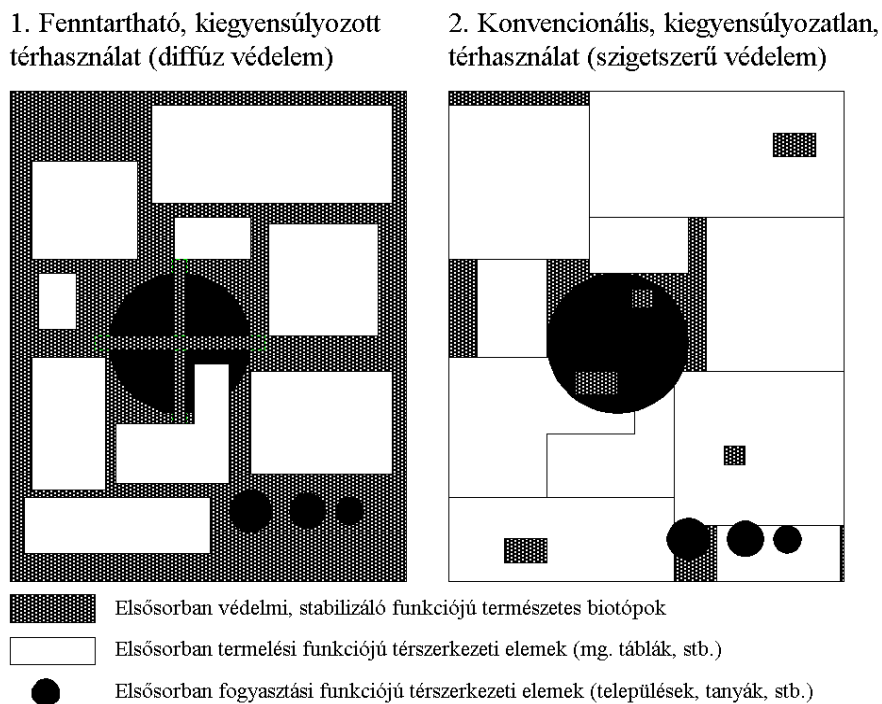 1. Fenntartható, kiegyensúlyozott
térhasználat (diffúz védelem)
2. Konvencionális, kiegyensúlyozatlan,
térhasználat (szigetszerű védelem)
Elsősorban védelmi, stabilizáló funkciójú természetes biotópok
Elsősorban termelési funkciójú térszerkezeti elemek (mg. táblák, stb.)
Elsősorban fogyasztási funkciójú térszerkezeti elemek (települések, tanyák, stb.)